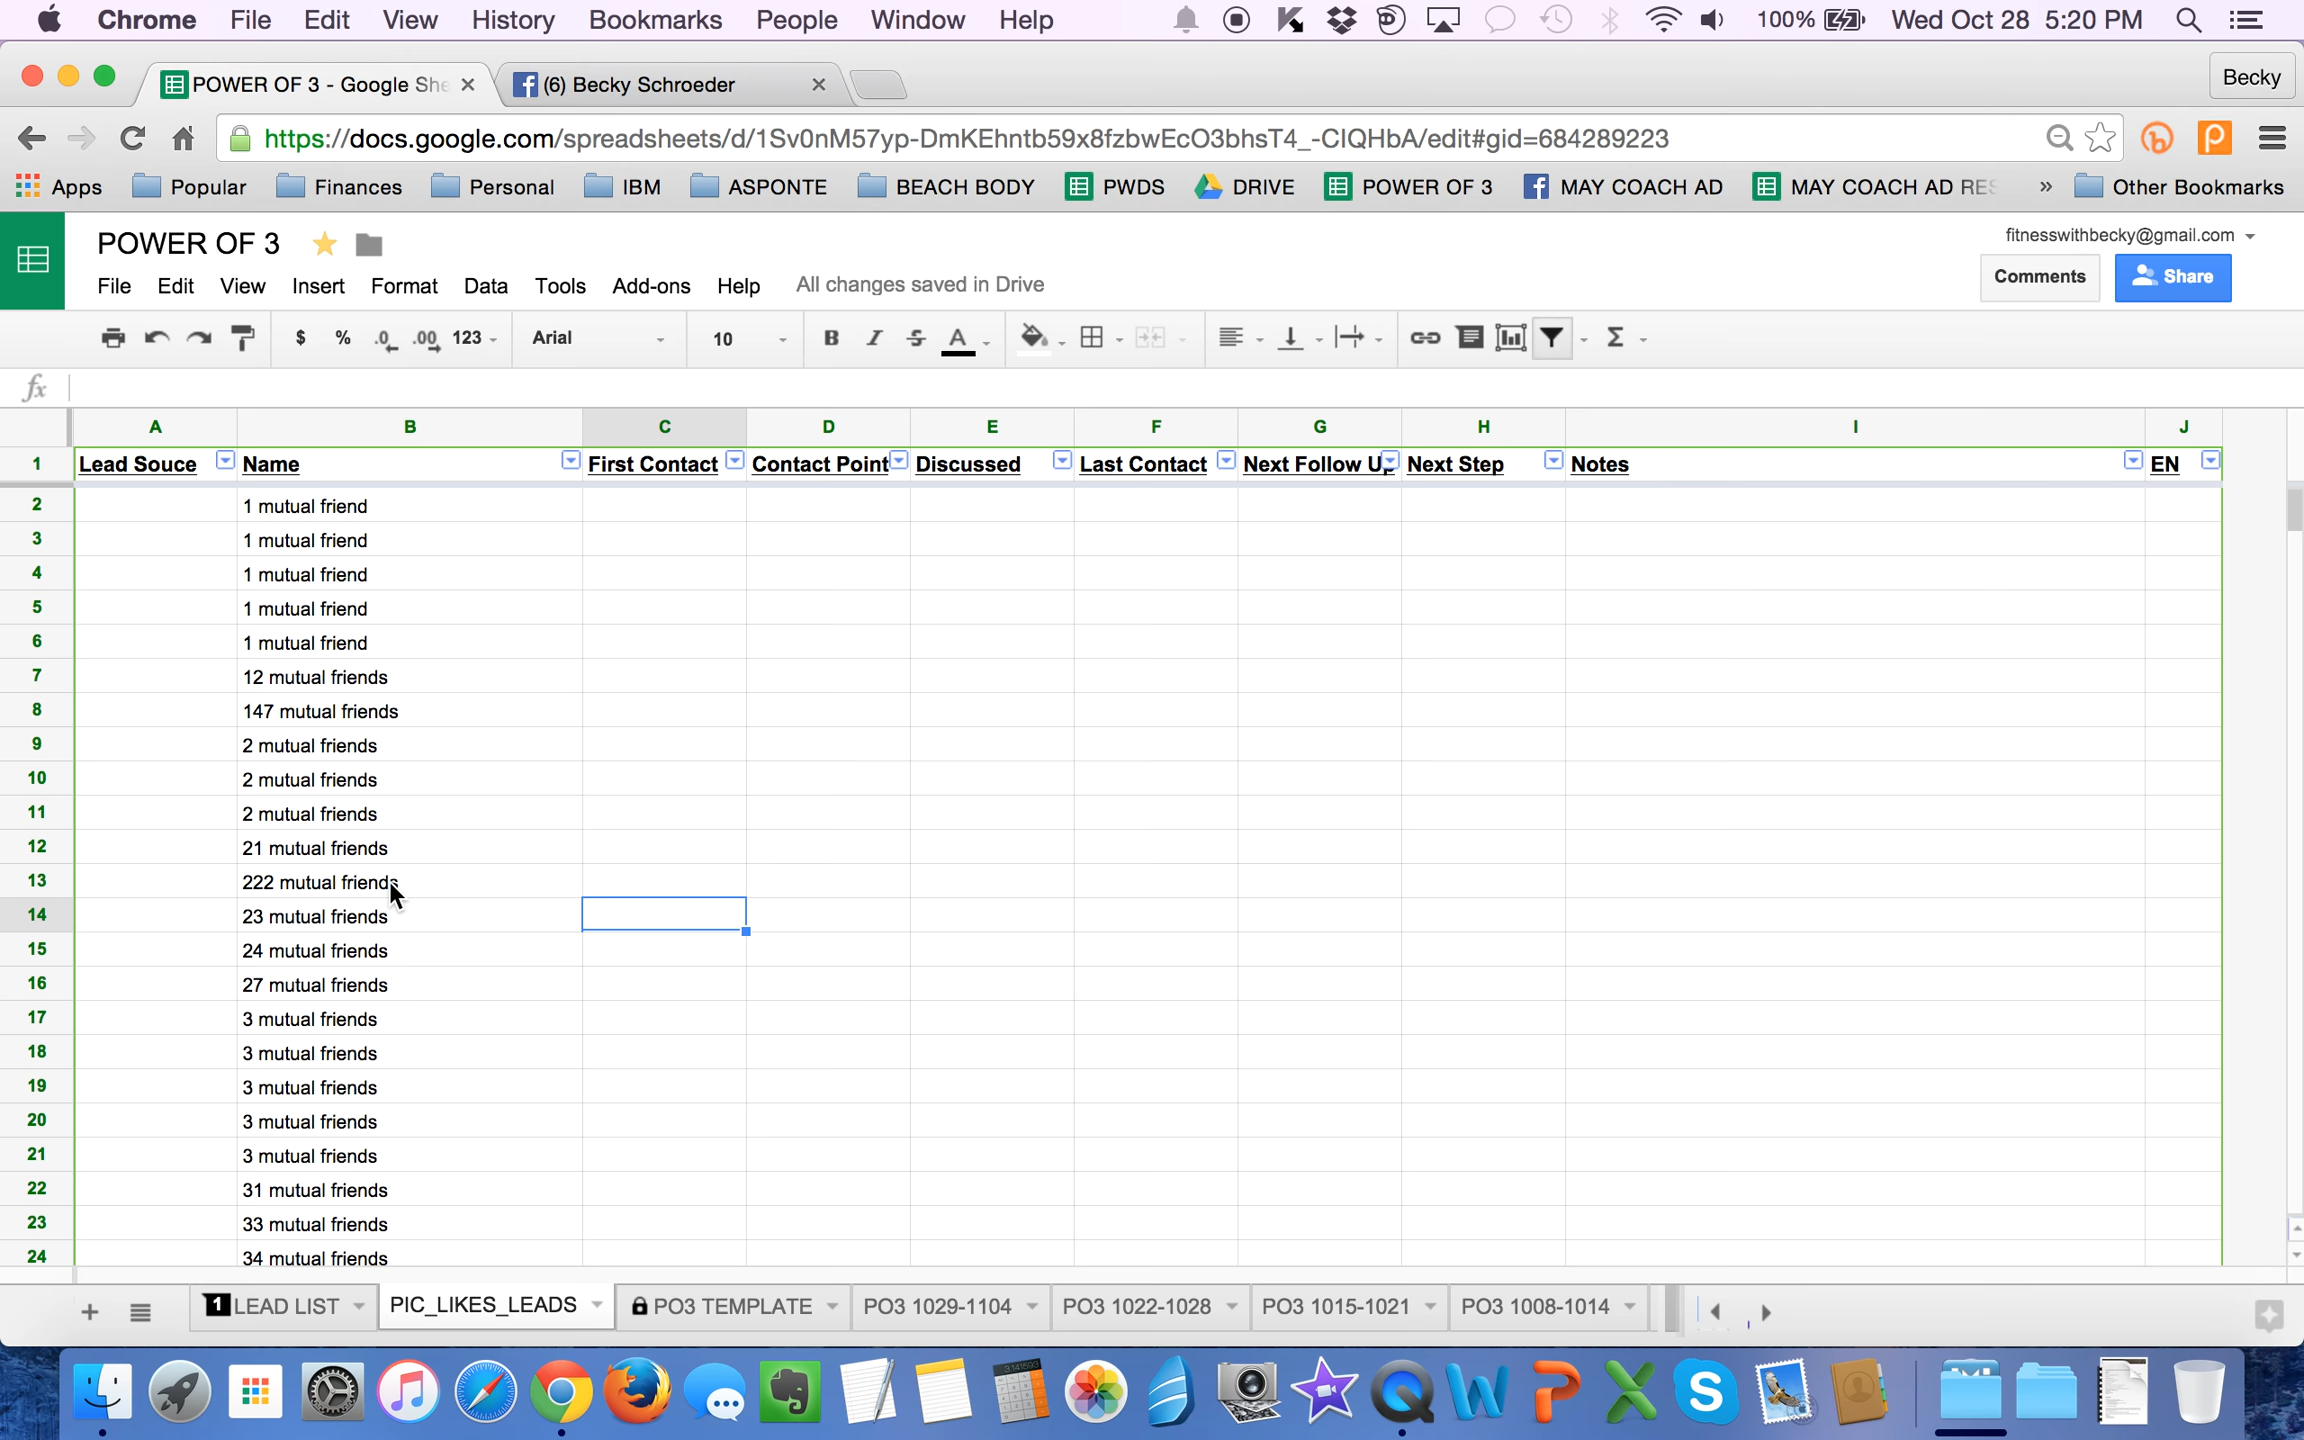 Chrome File Edit View History Bookmarks People Window Help 100% Wed Oct 28 5:20 PM
POWER OF 3 - Google She (6) Becky Schroeder Becky
https://docs.google.com/spreadsheets/d/1Sv0nM57yp-DmKEhntb59x8fzbwEcO3bhsT4_-CIQHbA/edit#gid=684289223
Apps Popular Finances Personal IBM ASPONTE BEACH BODY PWDS DRIVE POWER OF 3 MAY COACH AD MAY COACH AD RES » Other Bookmarks
POWER OF 3 fitnesswithbecky@gmail.com
File Edit View Insert Format Data Tools Add-ons Help All changes saved in Drive Comments Share
$ % .0 .00 123 Arial 10 B I S A Σ
fx
A B C D E F G H I J
1 Lead Souce Name First Contact Contact Point Discussed Last Contact Next Follow Up Next Step Notes EN
2 1 mutual friend
3 1 mutual friend
4 1 mutual friend
5 1 mutual friend
6 1 mutual friend
7 12 mutual friends
8 147 mutual friends
9 2 mutual friends
10 2 mutual friends
11 2 mutual friends
12 21 mutual friends
13 222 mutual friends
14 23 mutual friends
15 24 mutual friends
16 27 mutual friends
17 3 mutual friends
18 3 mutual friends
19 3 mutual friends
20 3 mutual friends
21 3 mutual friends
22 31 mutual friends
23 33 mutual friends
24 34 mutual friends
+ 1 LEAD LIST PIC_LIKES_LEADS PO3 TEMPLATE PO3 1029-1104 PO3 1022-1028 PO3 1015-1021 PO3 1008-1014